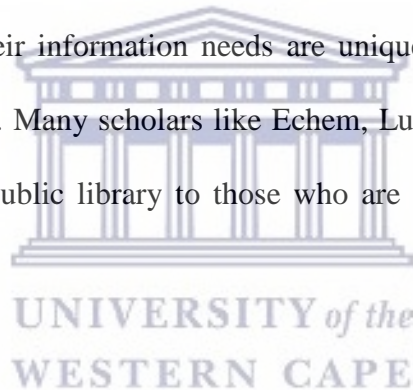 eir information needs are unique
. Many scholars like Echem, Lu
ublic library to those who are
UNIVERSITY of the
WESTERN CAPE